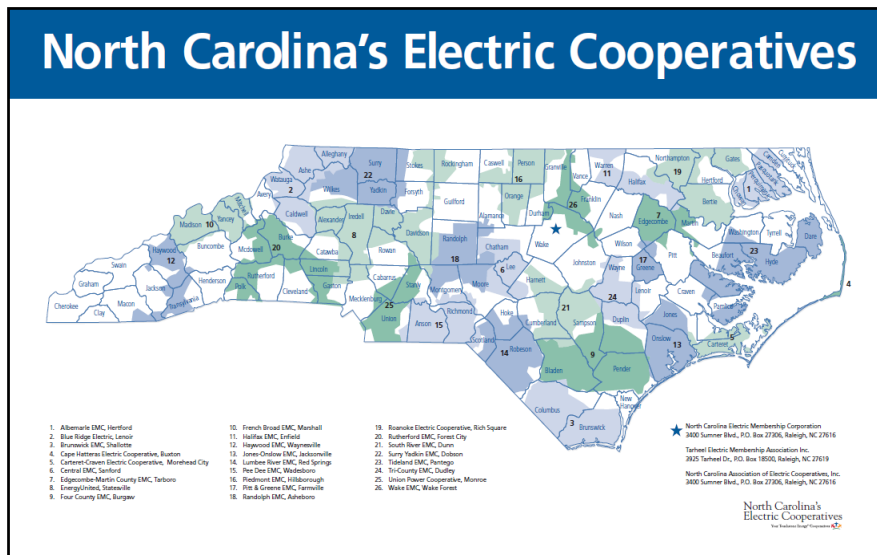 North Carolina's Electric Cooperatives
Alleghany
Surry
22
Ashe
Stokes
Rockingham
Caswell
Person
16
Granville
Vance
Warren
11
Northampton
19
Gates
Camden
Currituck
Pasquotank
Perquimans
Chowan
1
Hertford
Halifax
Bertie
Watauga
2
Wilkes
Yadkin
Forsyth
Guilford
Alamance
Orange
Durham
26
Franklin
Nash
7
Edgecombe
Martin
Washington
Tyrrell
Dare
Avery
Mitchell
Caldwell
Alexander
Iredell
8
Davie
Davidson
Randolph
18
Chatham
Wake
Wilson
Pitt
Beaufort
23
Hyde
Madison
10
Yancey
Burke
20
Mcdowell
Catawba
Rowan
6
Lee
Johnston
17
Greene
Wayne
Haywood
12
Buncombe
Rutherford
Lincoln
Cabarrus
Stanly
Montgomery
Moore
Harnett
24
Lenoir
Craven
Pamlico
4
Swain
Graham
Jackson
Henderson
Polk
Cleveland
Gaston
Mecklenburg
25
Union
Anson
15
Richmond
Hoke
Cumberland
21
Sampson
Duplin
Jones
Cherokee
Clay
Macon
Transylvania
Scotland
14
Robeson
Bladen
9
Pender
Onslow
13
Carteret
5
Columbus
3
Brunswick
New
Hanover
1. Albemarle EMC, Hertford
2. Blue Ridge Electric, Lenoir
3. Brunswick EMC, Shallotte
4. Cape Hatteras Electric Cooperative, Buxton
5. Carteret-Craven Electric Cooperative, Morehead City
6. Central EMC, Sanford
7. Edgecombe-Martin County EMC, Tarboro
8. EnergyUnited, Statesville
9. Four County EMC, Burgaw
10. French Broad EMC, Marshall
11. Halifax EMC, Enfield
12. Haywood EMC, Waynesville
13. Jones-Onslow EMC, Jacksonville
14. Lumbee River EMC, Red Springs
15. Pee Dee EMC, Wadesboro
16. Piedmont EMC, Hillsborough
17. Pitt & Greene EMC, Farmville
18. Randolph EMC, Asheboro
19. Roanoke Electric Cooperative, Rich Square
20. Rutherford EMC, Forest City
21. South River EMC, Dunn
22. Surry Yadkin EMC, Dobson
23. Tideland EMC, Pantego
24. Tri-County EMC, Dudley
25. Union Power Cooperative, Monroe
26. Wake EMC, Wake Forest
North Carolina Electric Membership Corporation
3400 Sumner Blvd., P.O. Box 27306, Raleigh, NC 27616
Tarheel Electric Membership Association Inc.
3925 Tarheel Dr., P.O. Box 18500, Raleigh, NC 27619
North Carolina Association of Electric Cooperatives, Inc.
3400 Sumner Blvd., P.O. Box 27306, Raleigh, NC 27616
North Carolina's
Electric Cooperatives